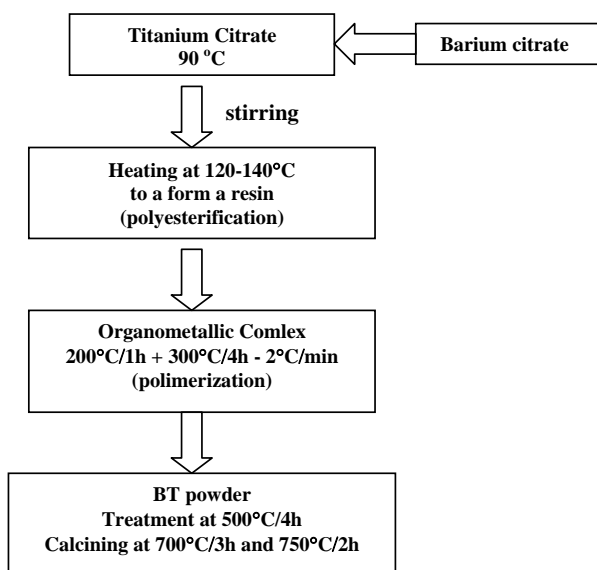 Titanium Citrate
90 °C
Barium citrate
stirring
Heating at 120-140°C
to a form a resin
(polyesterification)
Organometallic Comlex
200°C/1h + 300°C/4h - 2°C/min
(polimerization)
BT powder
Treatment at 500°C/4h
Calcining at 700°C/3h and 750°C/2h